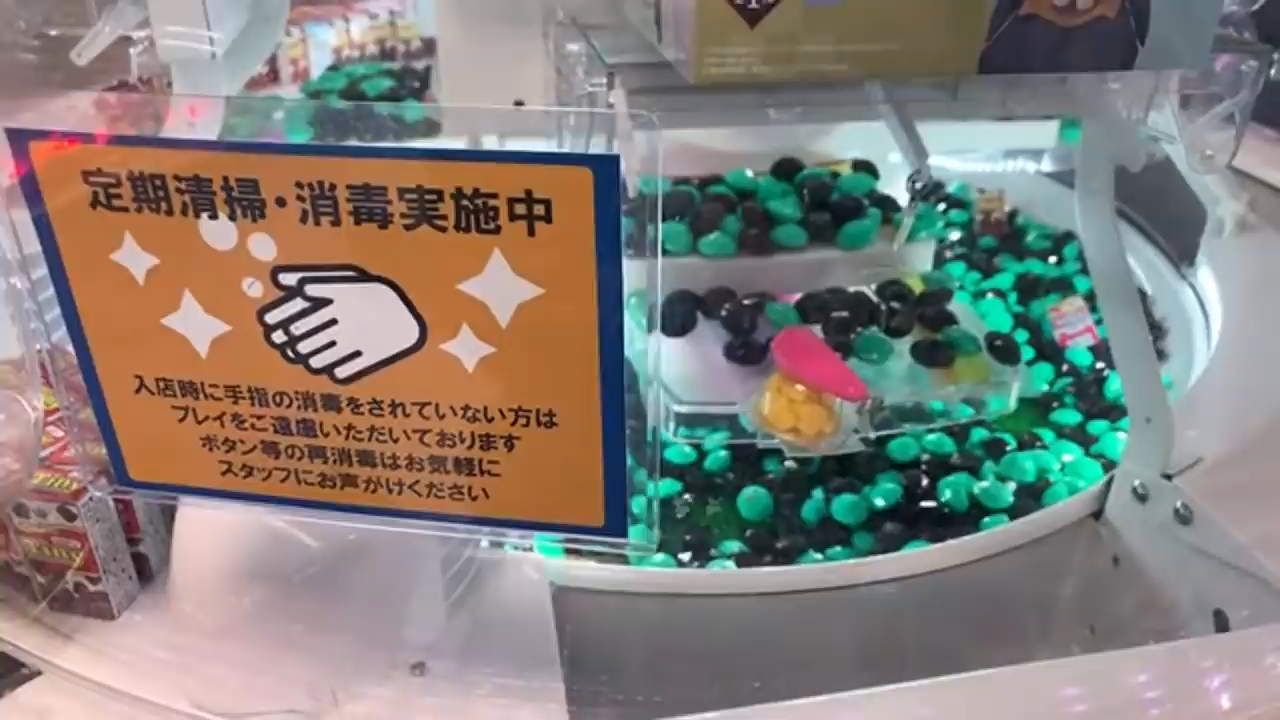 定期清掃・消毒実施中
入店時に手指の消毒をされていない方は
プレイをご遠慮いただいております
ボタン等の再消毒はお気軽に
スタッフにお声がけください
Tiny